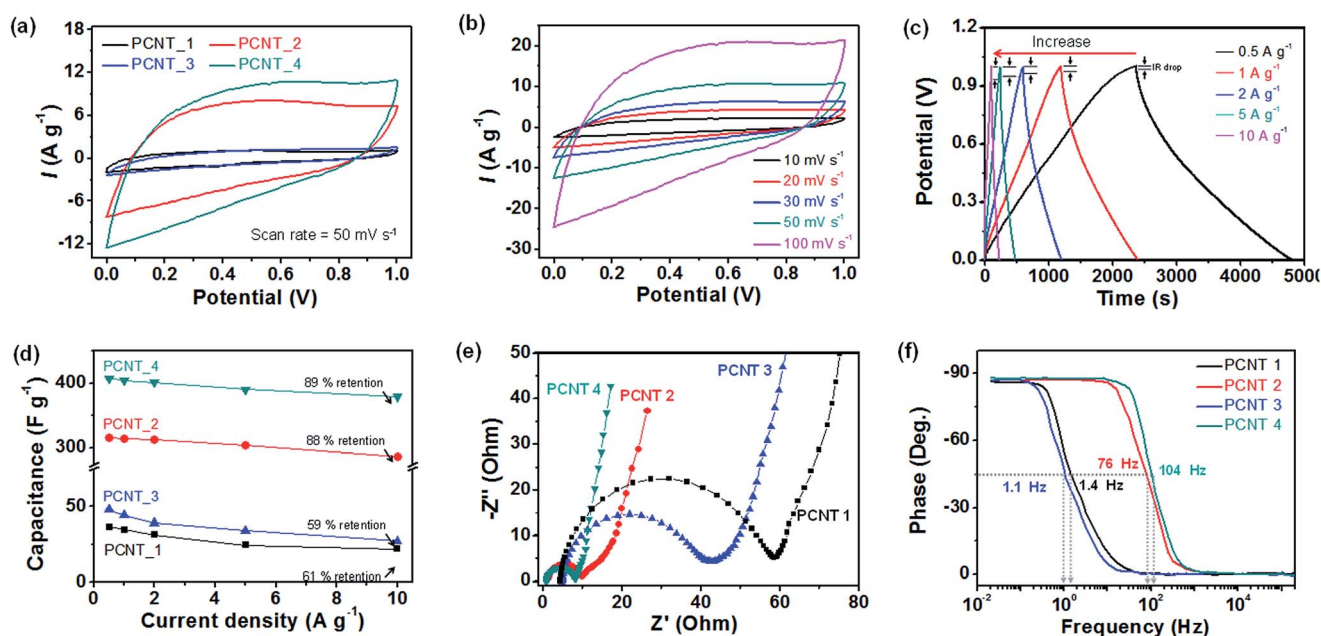 (a)
PCNT_1 PCNT_2
PCNT_3 PCNT_4
12
6
0
-6
-12
I (A g⁻¹)
Scan rate = 50 mV s⁻¹
0.0 0.2 0.4 0.6 0.8 1.0
Potential (V)
(b)
20
10
0
-10
-20
-30
I (A g⁻¹)
10 mV s⁻¹
20 mV s⁻¹
30 mV s⁻¹
50 mV s⁻¹
100 mV s⁻¹
0.0 0.2 0.4 0.6 0.8 1.0
Potential (V)
(c)
1.2
0.9
0.6
0.3
0.0
Potential (V)
Increase
IR drop
0.5 A g⁻¹
1 A g⁻¹
2 A g⁻¹
5 A g⁻¹
10 A g⁻¹
0 1000 2000 3000 4000 5000
Time (s)
(d)
PCNT_4
400
89 % retention
PCNT_2
300
88 % retention
PCNT_3
50
59 % retention
PCNT_1
0
61 % retention
Capacitance (F g⁻¹)
0 2 4 6 8 10
Current density (A g⁻¹)
(e)
50
40
30
20
10
0
-Z'' (Ohm)
PCNT 4
PCNT 2
PCNT 3
PCNT 1
0 20 40 60 80
Z' (Ohm)
(f)
-90
-60
-30
0
Phase (Deg.)
PCNT 1
PCNT 2
PCNT 3
PCNT 4
76 Hz
104 Hz
1.1 Hz
1.4 Hz
10⁻² 10⁰ 10² 10⁴
Frequency (Hz)